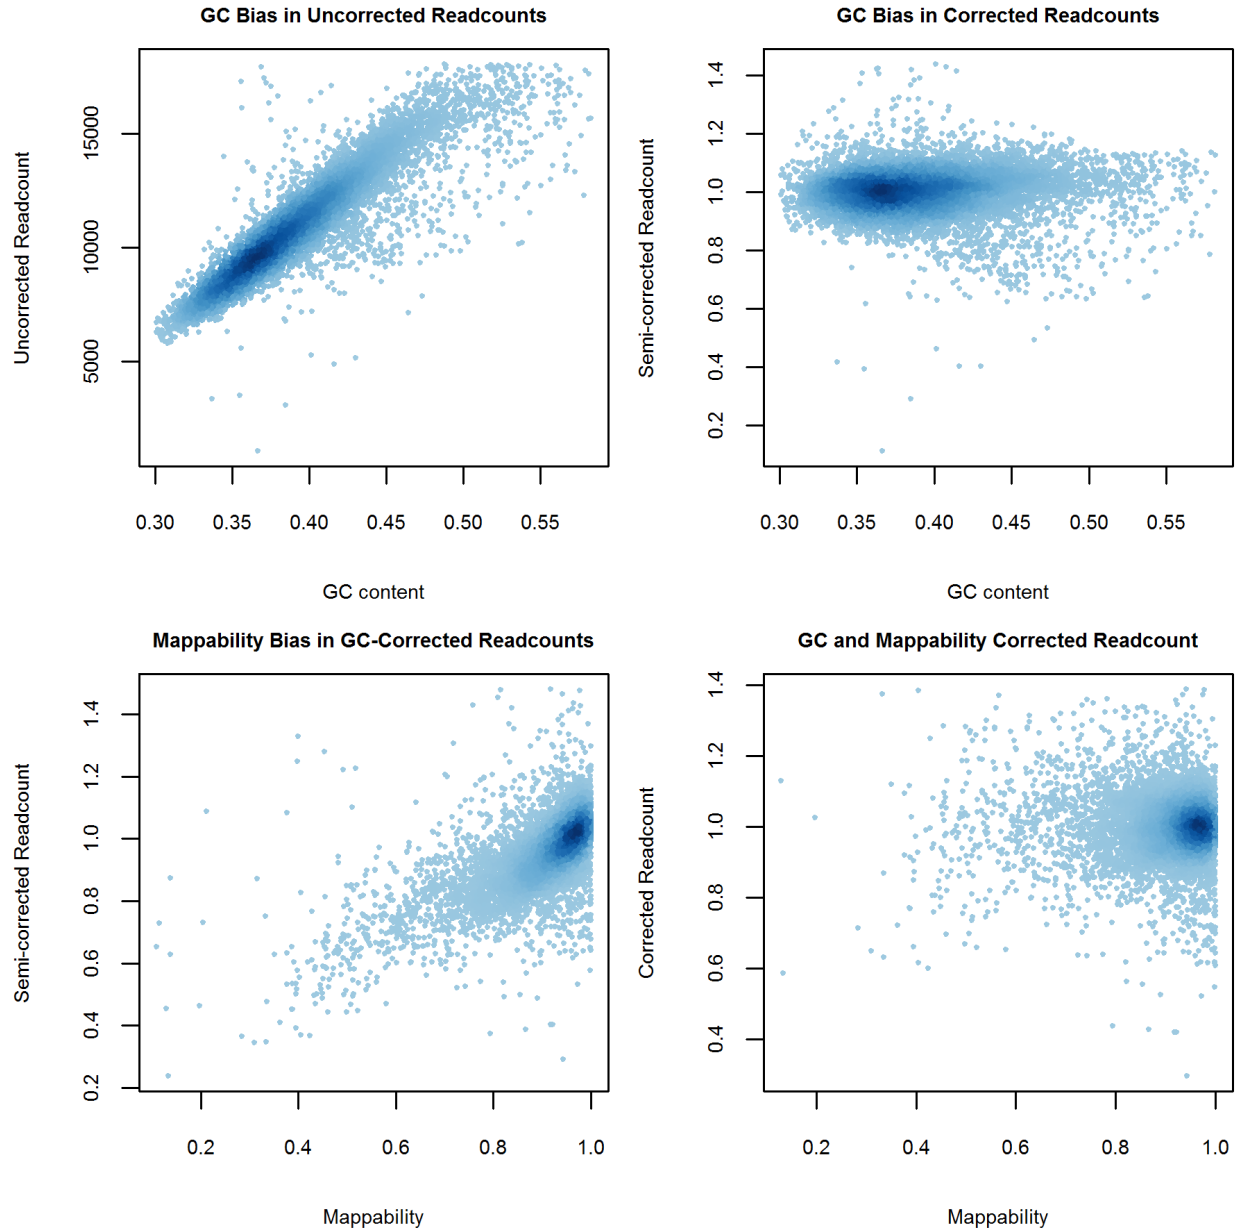 GC Bias in Uncorrected Readcounts
Uncorrected Readcount
15000
10000
5000
0.30 0.35 0.40 0.45 0.50 0.55
GC content
GC Bias in Corrected Readcounts
Semi-corrected Readcount
1.4
1.2
1.0
0.8
0.6
0.4
0.2
0.30 0.35 0.40 0.45 0.50 0.55
GC content
Mappability Bias in GC-Corrected Readcounts
Semi-corrected Readcount
1.4
1.2
1.0
0.8
0.6
0.4
0.2
0.2 0.4 0.6 0.8 1.0
Mappability
GC and Mappability Corrected Readcount
Corrected Readcount
1.4
1.2
1.0
0.8
0.6
0.4
0.2 0.4 0.6 0.8 1.0
Mappability